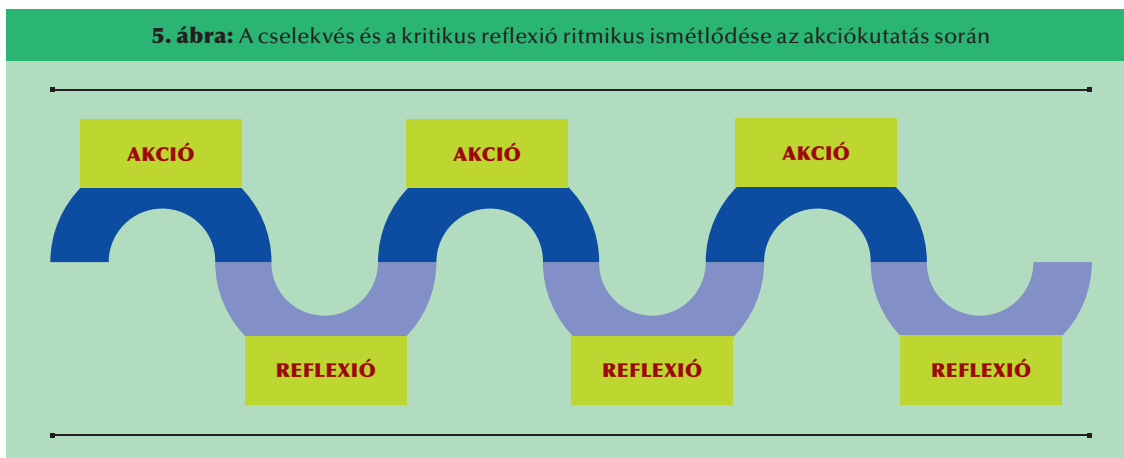 5. ábra: A cselekvés és a kritikus reflexió ritmikus ismétlődése az akciókutatás során
AKCIÓ AKCIÓ AKCIÓ
REFLEXIÓ REFLEXIÓ REFLEXIÓ